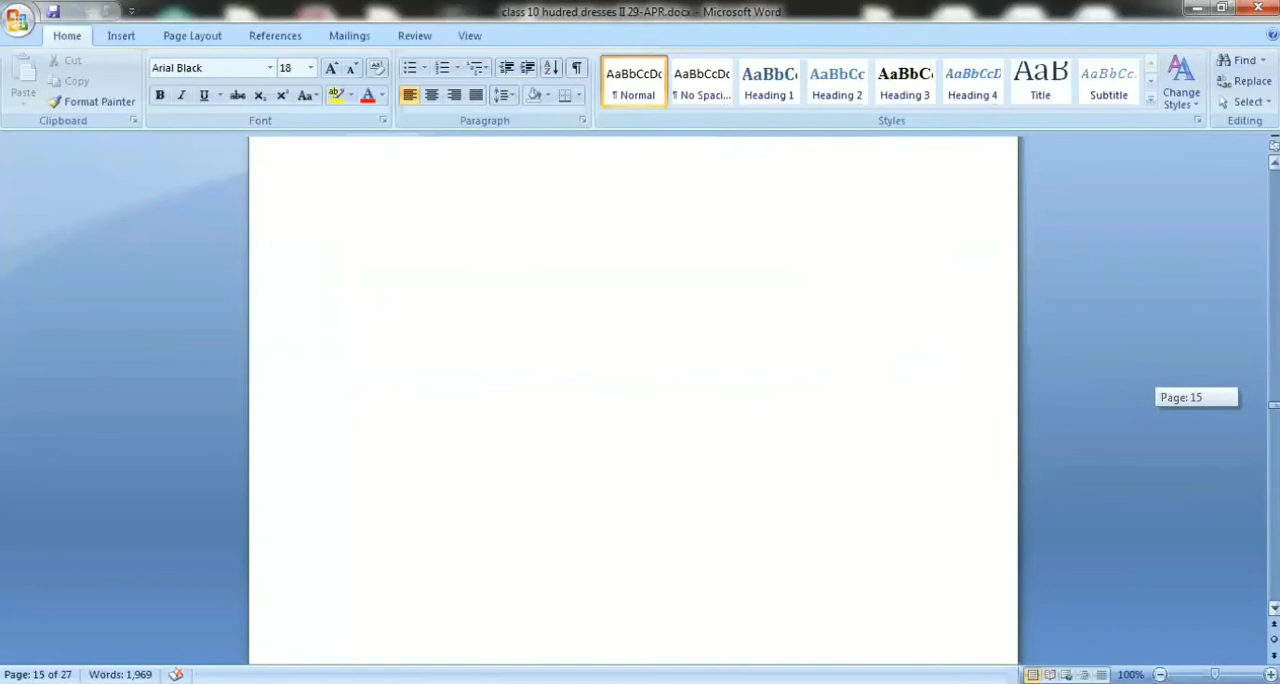 class 10 hudred dresses II 29-APR.docx - Microsoft Word
Home Insert Page Layout References Mailings Review View
Paste
Cut
Copy
Format Painter
Clipboard
Arial Black 18
Font
Paragraph
AaBbCcDc AaBbCcDc AaBbCc AaBbCc AaBbCc AaBbCcD AaB AaBbCc.
¶ Normal ¶ No Spaci... Heading 1 Heading 2 Heading 3 Heading 4 Title Subtitle
Change Styles
Styles
Find
Replace
Select
Editing
Page: 15
Page: 15 of 27 Words: 1,969 100%